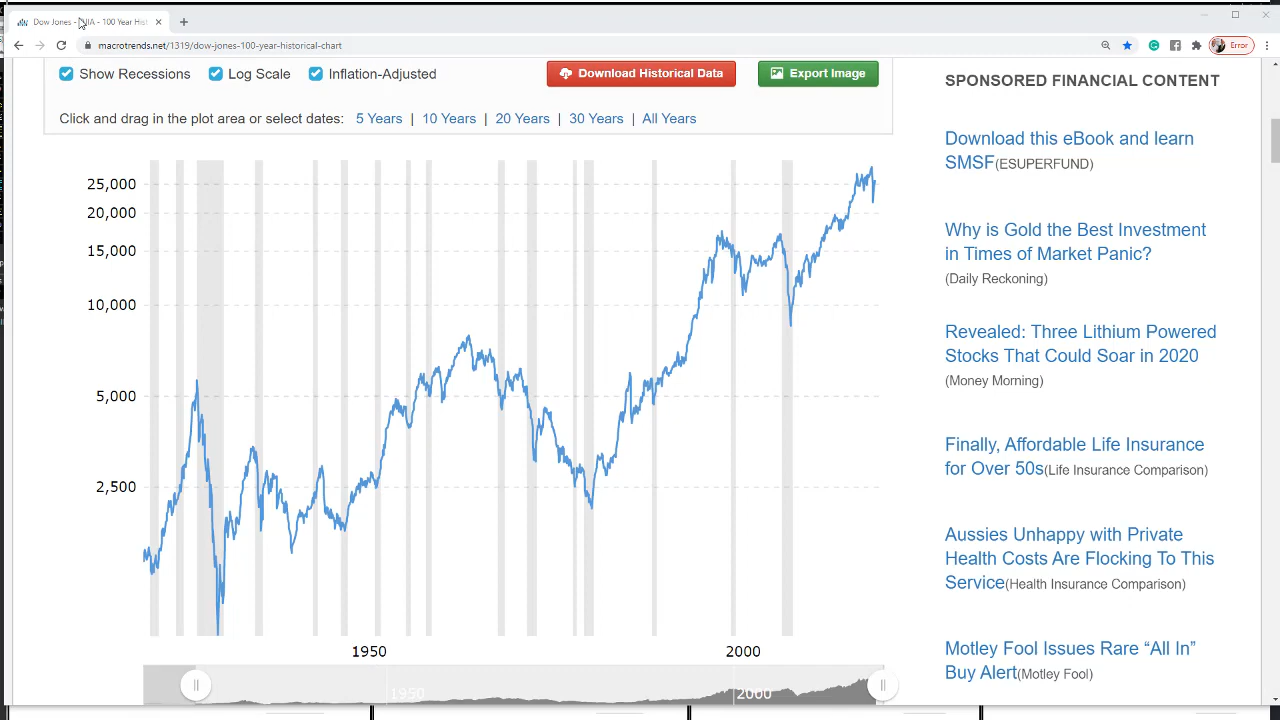 Dow Jones - DJIA - 100 Year Hist
macrotrends.net/1319/dow-jones-100-year-historical-chart
Error
Show Recessions
Log Scale
Inflation-Adjusted
Download Historical Data
Export Image
Click and drag in the plot area or select dates: 5 Years | 10 Years | 20 Years | 30 Years | All Years
25,000
20,000
15,000
10,000
5,000
2,500
1950
2000
1950
2000
SPONSORED FINANCIAL CONTENT
Download this eBook and learn
SMSF(ESUPERFUND)
Why is Gold the Best Investment
in Times of Market Panic?
(Daily Reckoning)
Revealed: Three Lithium Powered
Stocks That Could Soar in 2020
(Money Morning)
Finally, Affordable Life Insurance
for Over 50s(Life Insurance Comparison)
Aussies Unhappy with Private
Health Costs Are Flocking To This
Service(Health Insurance Comparison)
Motley Fool Issues Rare “All In”
Buy Alert(Motley Fool)